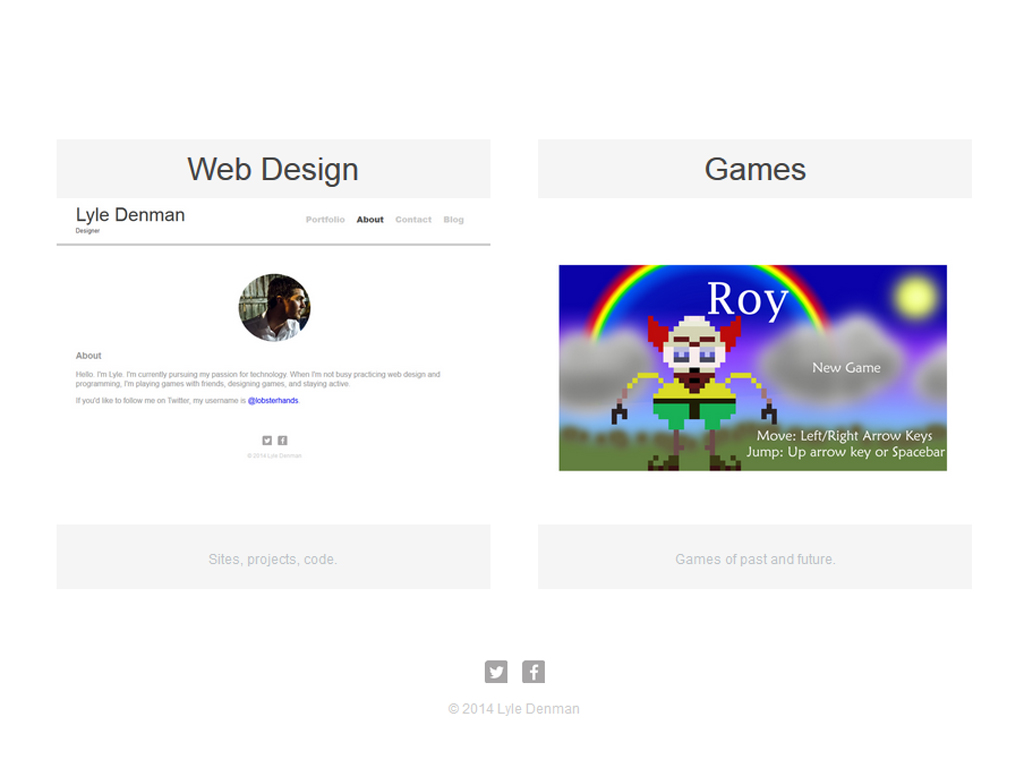 Web Design
Lyle Denman
Designer
Portfolio About Contact Blog
About
Hello. I'm Lyle. I'm currently pursuing my passion for technology. When I'm not busy practicing web design and
programming, I'm playing games with friends, designing games, and staying active.
If you'd like to follow me on Twitter, my username is @lobsterhands.
© 2014 Lyle Denman
Sites, projects, code.
Games
Roy
New Game
Move: Left/Right Arrow Keys
Jump: Up arrow key or Spacebar
Games of past and future.
© 2014 Lyle Denman